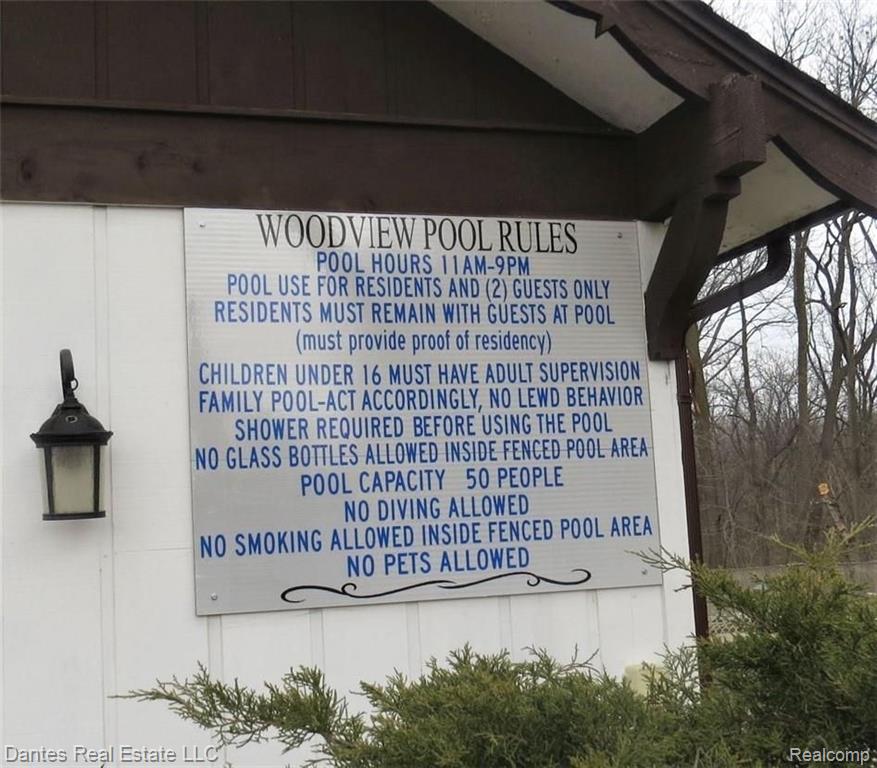 WOODVIEW POOL RULES
POOL HOURS 11AM-9PM
POOL USE FOR RESIDENTS AND (2) GUESTS ONLY
RESIDENTS MUST REMAIN WITH GUESTS AT POOL
(must provide proof of residency)
CHILDREN UNDER 16 MUST HAVE ADULT SUPERVISION
FAMILY POOL-ACT ACCORDINGLY, NO LEWD BEHAVIOR
SHOWER REQUIRED BEFORE USING THE POOL
NO GLASS BOTTLES ALLOWED INSIDE FENCED POOL AREA
POOL CAPACITY 50 PEOPLE
NO DIVING ALLOWED
NO SMOKING ALLOWED INSIDE FENCED POOL AREA
NO PETS ALLOWED
Dantes Real Estate LLC
Realcomp